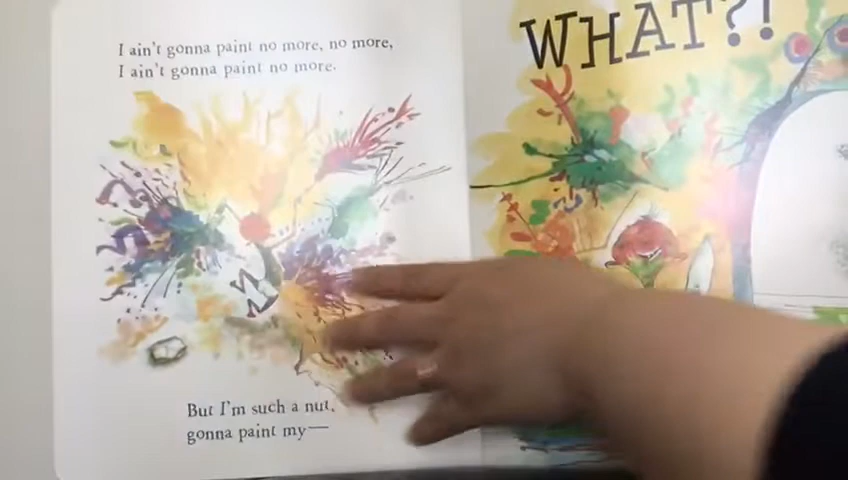 I ain't gonna paint no more, no more,
I ain't gonna paint no more.
But I'm such a nut,
gonna paint my—
WHAT?!